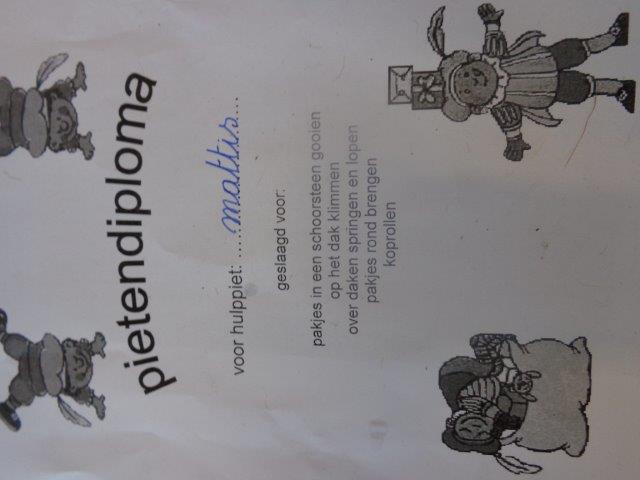 pietendiploma
voor hulppiet: .....mattis...
geslaagd voor:
pakjes in een schoorsteen gooien
op het dak klimmen
over daken springen en lopen
pakjes rond brengen
koprollen